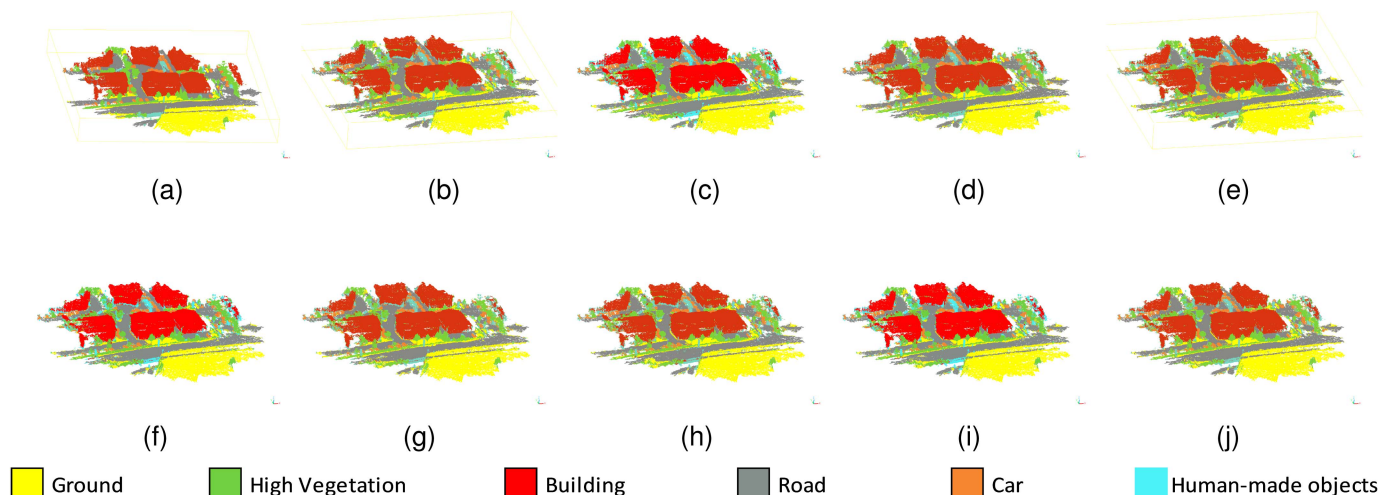 (a) (b) (c) (d) (e)
(f) (g) (h) (i) (j)
Ground High Vegetation Building Road Car Human-made objects